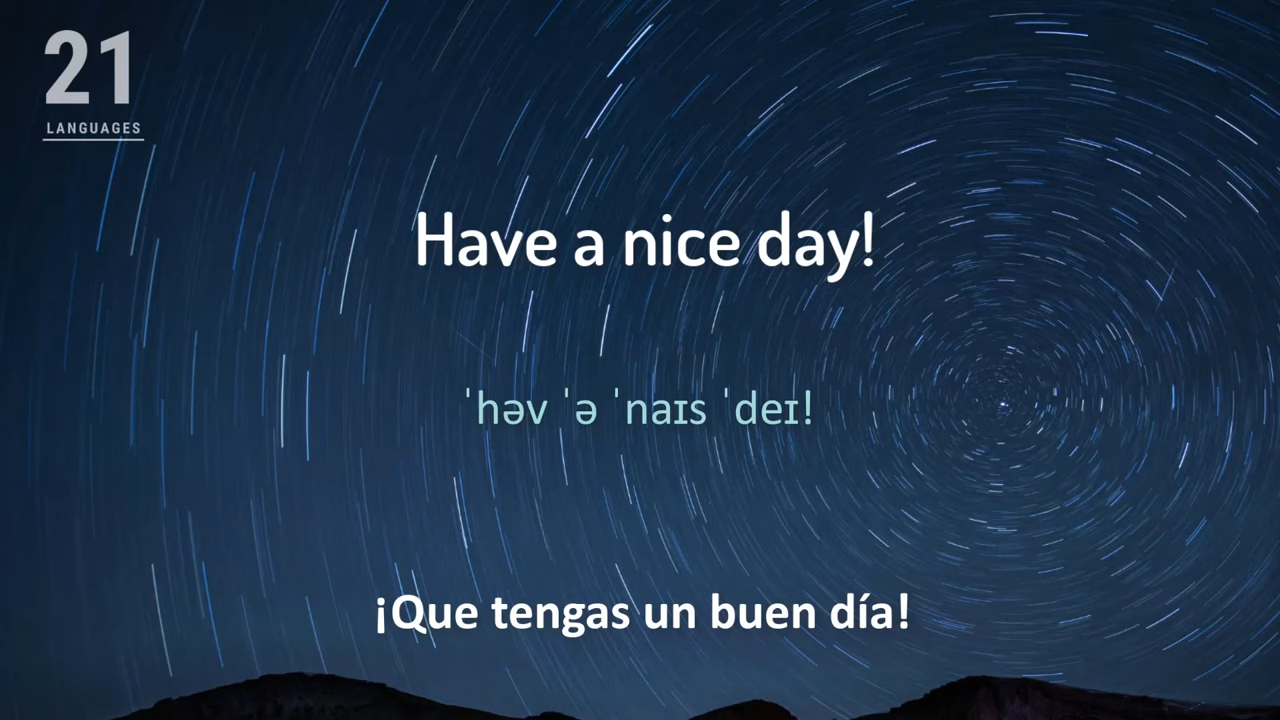 21
LANGUAGES
Have a nice day!
ˈhəv ˈə ˈnaɪs ˈdeɪ!
¡Que tengas un buen día!